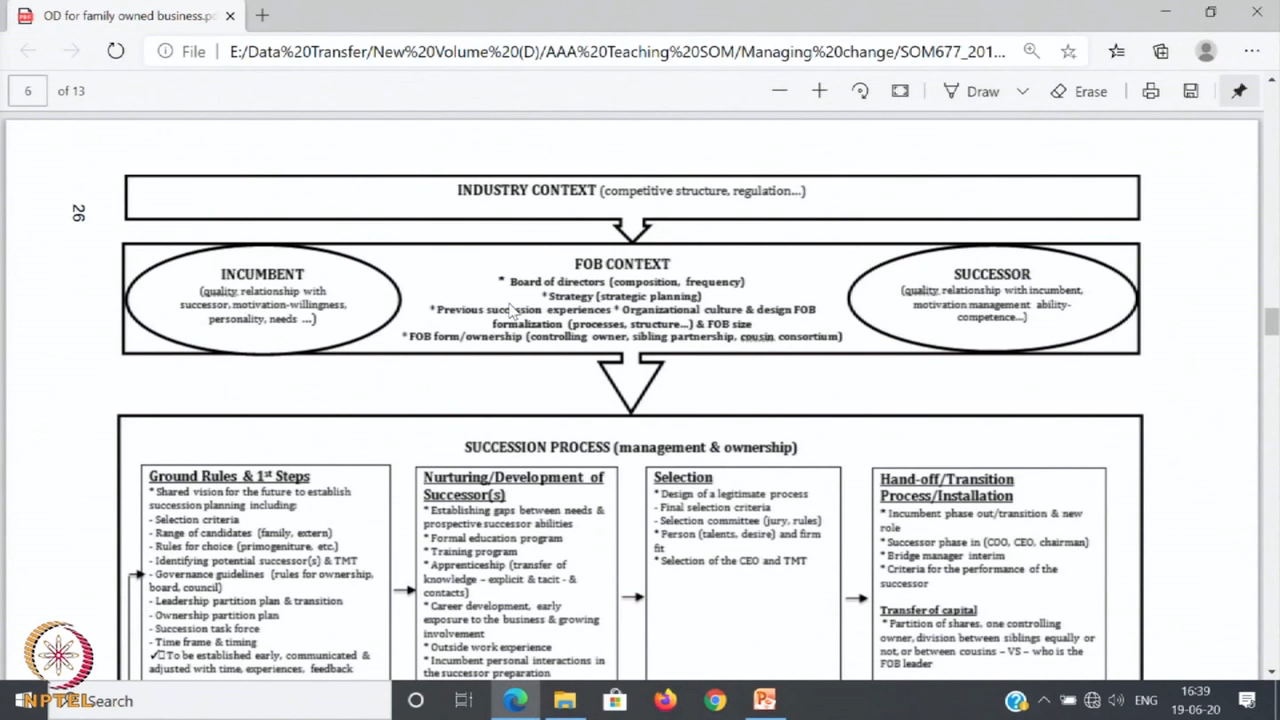 OD for family owned business.p
File
E:/Data%20Transfer/New%20Volume%20(D)/AAA%20Teaching%20SOM/Managing%20change/SOM677_201...
6 of 13
Draw
Erase
26
INDUSTRY CONTEXT (competitive structure, regulation...)
INCUMBENT
(quality, relationship with
successor, motivation-willingness,
personality, needs ...)
FOB CONTEXT
* Board of directors (composition, frequency)
*Strategy (strategic planning)
*Previous succession experiences * Organizational culture & design FOB
formalization (processes, structure...) & FOB size
*FOB form/ownership (controlling owner, sibling partnership, cousin consortium)
SUCCESSOR
(quality, relationship with incumbent,
motivation management ability-
competence...)
SUCCESSION PROCESS (management & ownership)
Ground Rules & 1st Steps
*Shared vision for the future to establish
succession planning including:
- Selection criteria
- Range of candidates (family, extern)
- Rules for choice (primogeniture, etc.)
- Identifying potential successor(s) & TMT
- Governance guidelines (rules for ownership,
board, council)
- Leadership partition plan & transition
- Ownership partition plan
- Succession task force
- Time frame & timing
✓ To be established early, communicated &
adjusted with time, experiences, feedback
Nurturing/Development of
Successor(s)
* Establishing gaps between needs &
prospective successor abilities
* Formal education program
* Training program
* Apprenticeship (transfer of
knowledge – explicit & tacit - &
contacts)
* Career development, early
exposure to the business & growing
involvement
* Outside work experience
* Incumbent personal interactions in
the successor preparation
Selection
*Design of a legitimate process
- Final selection criteria
- Selection committee (jury, rules)
* Person (talents, desire) and firm
fit
*Selection of the CEO and TMT
Hand-off/Transition
Process/Installation
* Incumbent phase out/transition & new
role
* Successor phase in (COO, CEO, chairman)
* Bridge manager interim
* Criteria for the performance of the
successor
Transfer of capital
* Partition of shares, one controlling
owner, division between siblings equally or
not, or between cousins – VS – who is the
FOB leader
NPTEL
Search
ENG
16:39
19-06-20